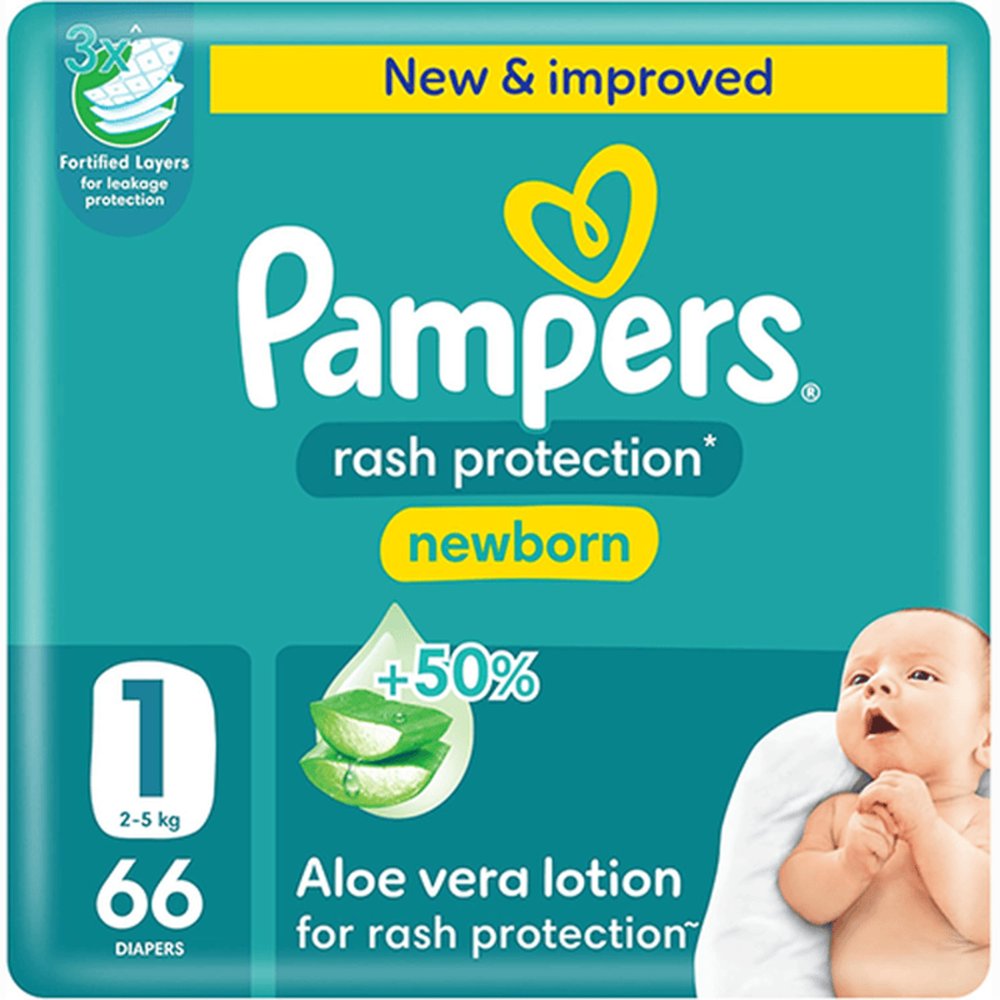 3x^
Fortified Layers
for leakage
protection
New & improved
Pampers®
rash protection*
newborn
+50%
1
2-5 kg
66
DIAPERS
Aloe vera lotion
for rash protection~